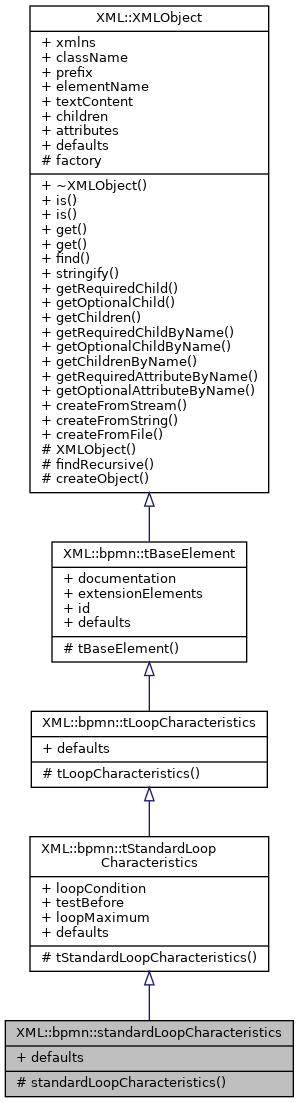 XML::XMLObject
+ xmlns
+ className
+ prefix
+ elementName
+ textContent
+ children
+ attributes
+ defaults
# factory
+ ~XMLObject()
+ is()
+ is()
+ get()
+ get()
+ find()
+ stringify()
+ getRequiredChild()
+ getOptionalChild()
+ getChildren()
+ getRequiredChildByName()
+ getOptionalChildByName()
+ getChildrenByName()
+ getRequiredAttributeByName()
+ getOptionalAttributeByName()
+ createFromStream()
+ createFromString()
+ createFromFile()
# XMLObject()
# findRecursive()
# createObject()
XML::bpmn::tBaseElement
+ documentation
+ extensionElements
+ id
+ defaults
# tBaseElement()
XML::bpmn::tLoopCharacteristics
+ defaults
# tLoopCharacteristics()
XML::bpmn::tStandardLoop
Characteristics
+ loopCondition
+ testBefore
+ loopMaximum
+ defaults
# tStandardLoopCharacteristics()
XML::bpmn::standardLoopCharacteristics
+ defaults
# standardLoopCharacteristics()